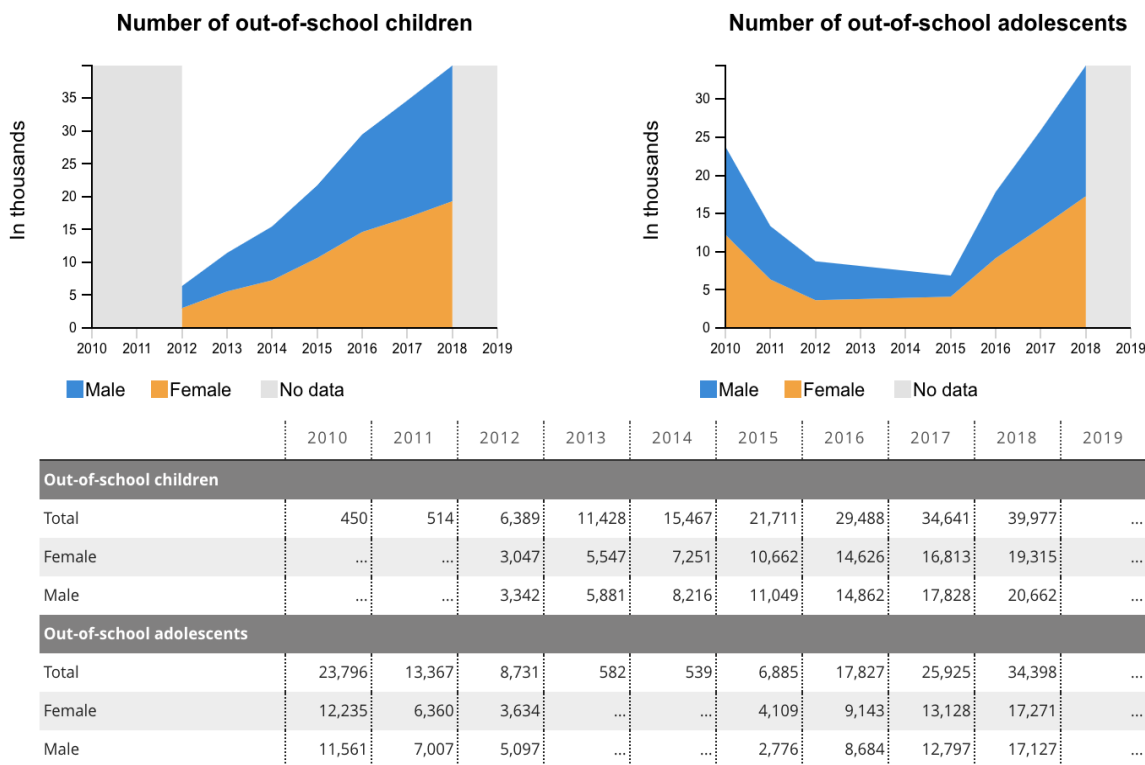 Number of out-of-school children
Number of out-of-school adolescents
In thousands
35
30
25
20
15
10
5
0
2010 2011 2012 2013 2014 2015 2016 2017 2018 2019
Male Female No data
In thousands
30
25
20
15
10
5
0
2010 2011 2012 2013 2014 2015 2016 2017 2018 2019
Male Female No data
2010 2011 2012 2013 2014 2015 2016 2017 2018 2019
Out-of-school children
Total 450 514 6,389 11,428 15,467 21,711 29,488 34,641 39,977 ...
Female ... ... 3,047 5,547 7,251 10,662 14,626 16,813 19,315 ...
Male ... ... 3,342 5,881 8,216 11,049 14,862 17,828 20,662 ...
Out-of-school adolescents
Total 23,796 13,367 8,731 582 539 6,885 17,827 25,925 34,398 ...
Female 12,235 6,360 3,634 ... ... 4,109 9,143 13,128 17,271 ...
Male 11,561 7,007 5,097 ... ... 2,776 8,684 12,797 17,127 ...